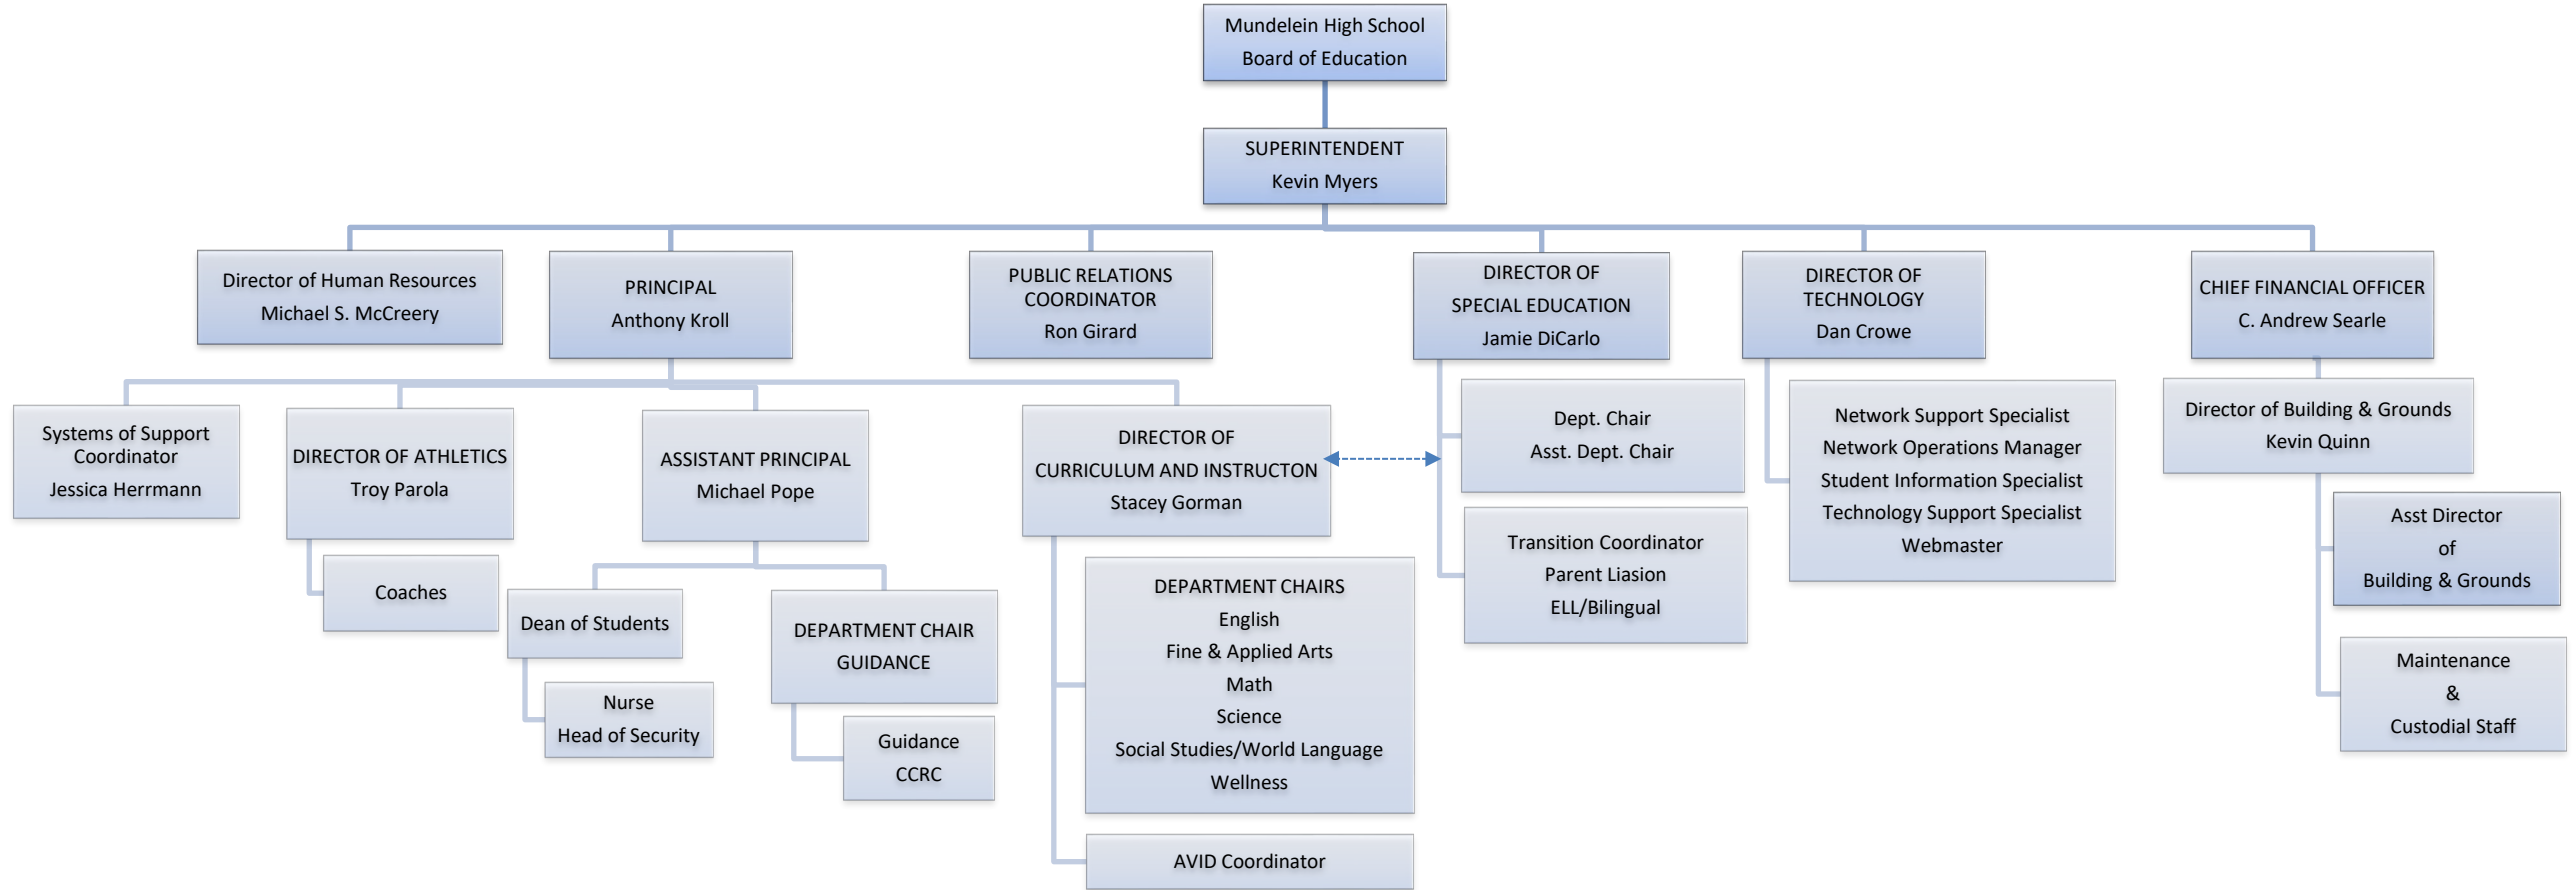 Mundelein High School
Board of Education
SUPERINTENDENT
Kevin Myers
Director of Human Resources
Michael S. McCreery
PRINCIPAL
Anthony Kroll
PUBLIC RELATIONS
COORDINATOR
Ron Girard
DIRECTOR OF
SPECIAL EDUCATION
Jamie DiCarlo
DIRECTOR OF
TECHNOLOGY
Dan Crowe
CHIEF FINANCIAL OFFICER
C. Andrew Searle
Systems of Support
Coordinator
Jessica Herrmann
DIRECTOR OF ATHLETICS
Troy Parola
ASSISTANT PRINCIPAL
Michael Pope
DIRECTOR OF
CURRICULUM AND INSTRUCTON
Stacey Gorman
Dept. Chair
Asst. Dept. Chair
Network Support Specialist
Network Operations Manager
Student Information Specialist
Technology Support Specialist
Webmaster
Director of Building & Grounds
Kevin Quinn
Coaches
Dean of Students
DEPARTMENT CHAIR
GUIDANCE
DEPARTMENT CHAIRS
English
Fine & Applied Arts
Math
Science
Social Studies/World Language
Wellness
Transition Coordinator
Parent Liasion
ELL/Bilingual
Asst Director
of
Building & Grounds
Nurse
Head of Security
Guidance
CCRC
Maintenance
&
Custodial Staff
AVID Coordinator